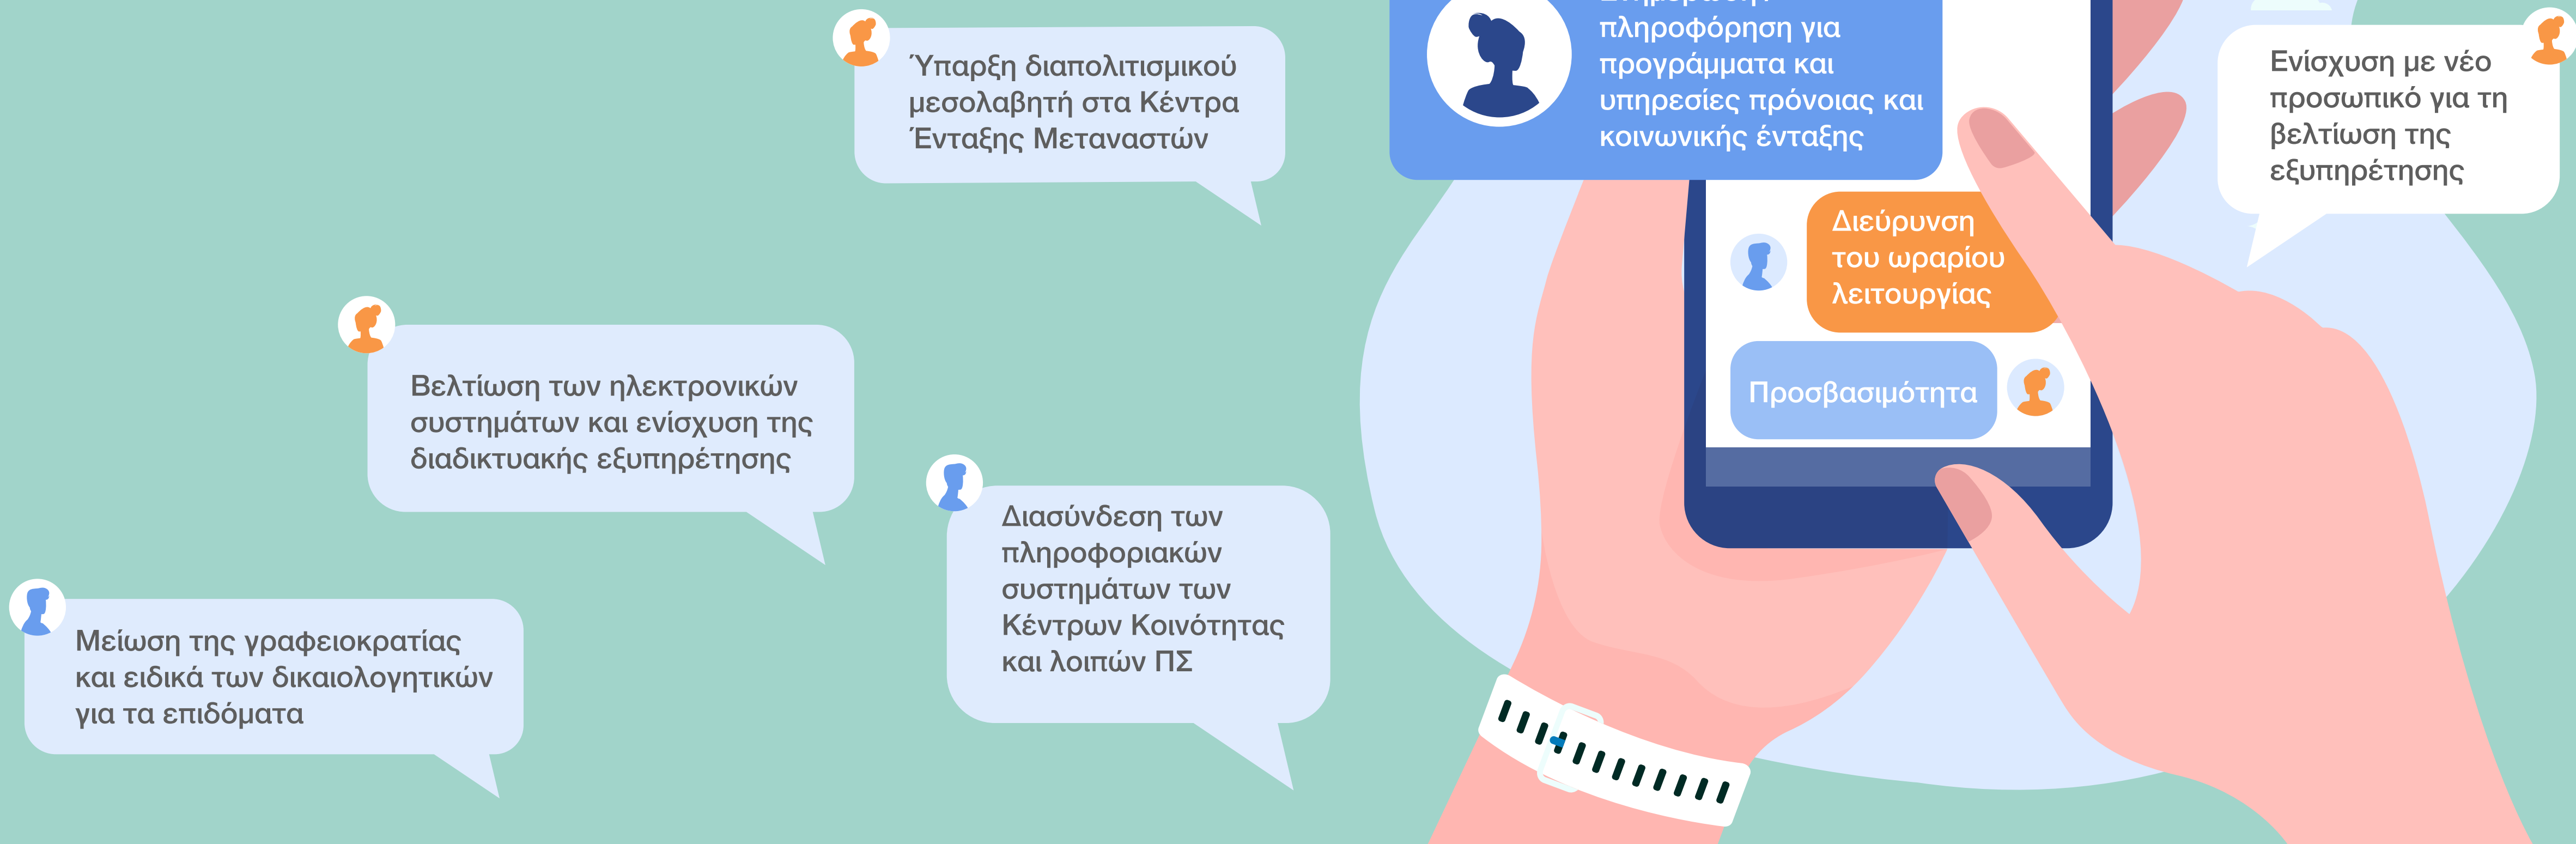 Ύπαρξη διαπολιτισμικού
μεσολαβητή στα Κέντρα
Ένταξης Μεταναστών
πληροφόρηση για
προγράμματα και
υπηρεσίες πρόνοιας και
κοινωνικής ένταξης
Ενίσχυση με νέο
προσωπικό για τη
βελτίωση της
εξυπηρέτησης
Διεύρυνση
του ωραρίου
λειτουργίας
Προσβασιμότητα
Βελτίωση των ηλεκτρονικών
συστημάτων και ενίσχυση της
διαδικτυακής εξυπηρέτησης
Διασύνδεση των
πληροφοριακών
συστημάτων των
Κέντρων Κοινότητας
και λοιπών ΠΣ
Μείωση της γραφειοκρατίας
και ειδικά των δικαιολογητικών
για τα επιδόματα